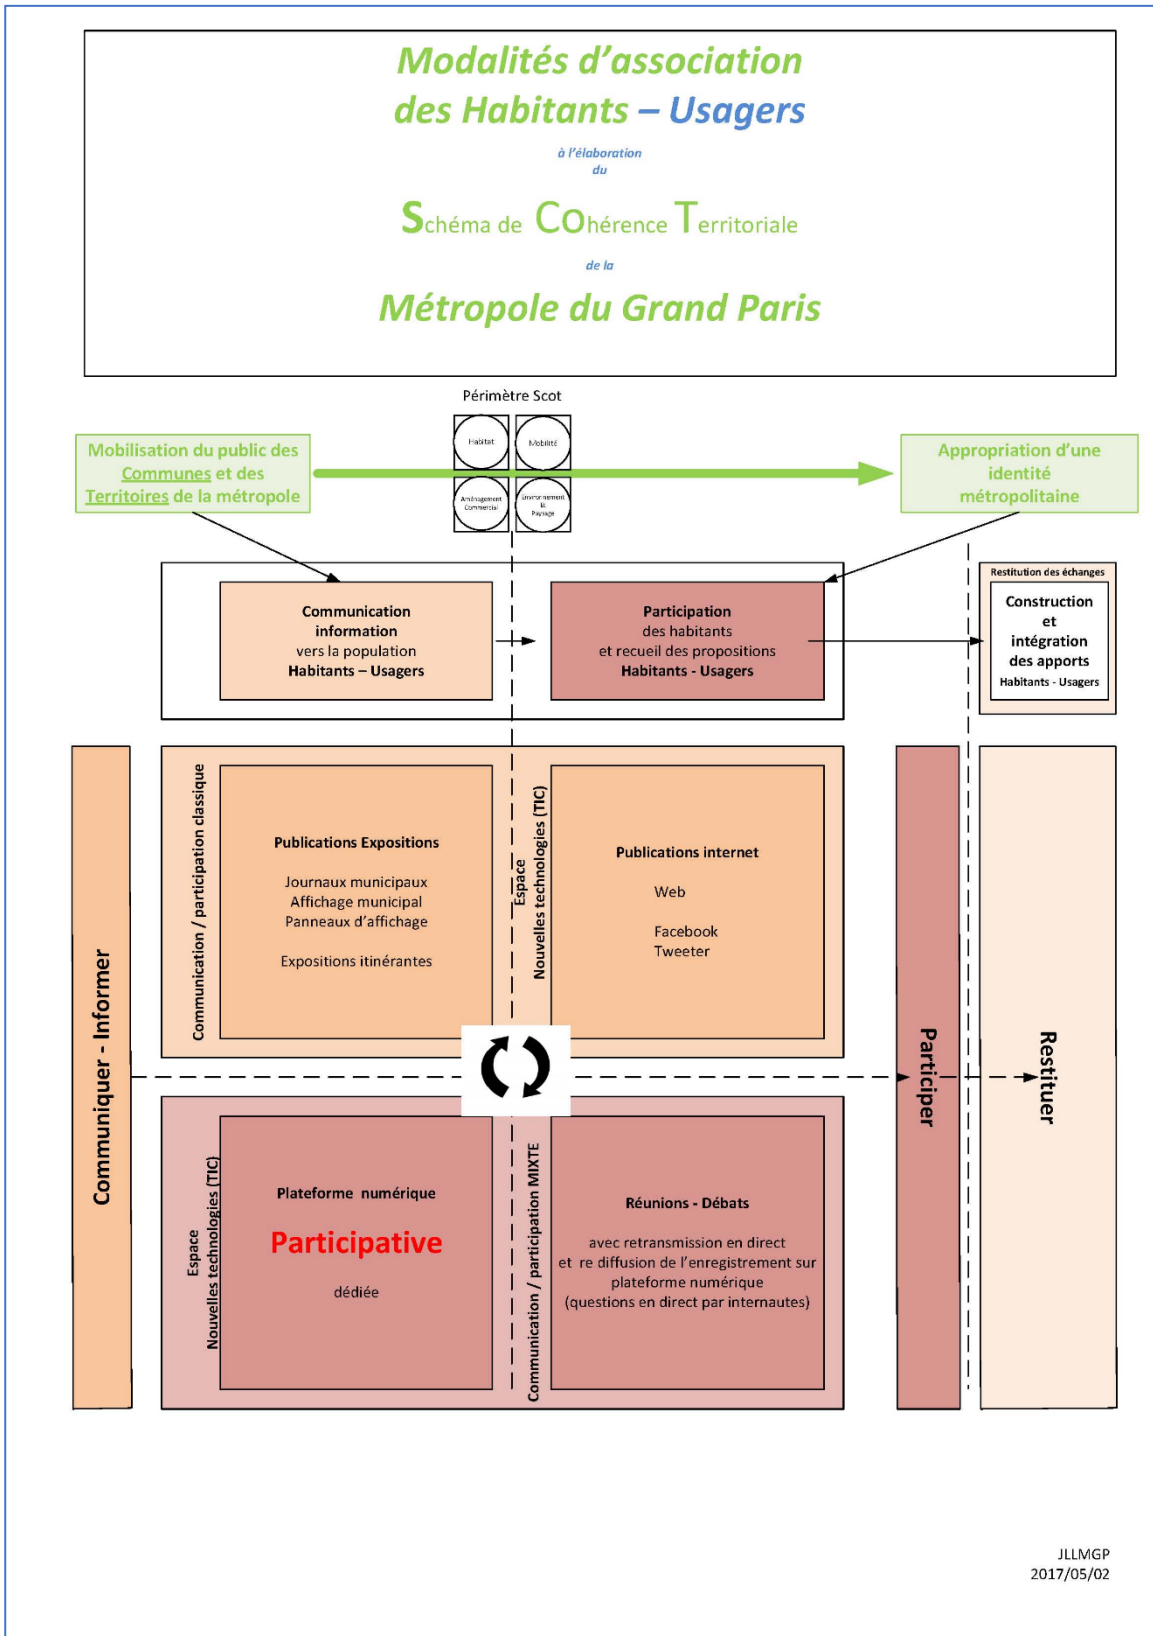 Modalités d’association
des Habitants – Usagers
à l’élaboration
du
Schéma de COhérence Territoriale
de la
Métropole du Grand Paris
Périmètre Scot
Habitat
Mobilité
Aménagement
Commercial
Environnement
&
Paysage
Mobilisation du public des
Communes et des
Territoires de la métropole
Appropriation d’une
identité
métropolitaine
Communication
information
vers la population
Habitants – Usagers
Participation
des habitants
et recueil des propositions
Habitants - Usagers
Restitution des échanges
Construction
et
intégration
des apports
Habitants - Usagers
Communiquer - Informer
Communication / participation classique
Publications Expositions
Journaux municipaux
Affichage municipal
Panneaux d’affichage
Expositions itinérantes
Espace
Nouvelles technologies (TIC)
Publications internet
Web
Facebook
Tweeter
Espace
Nouvelles technologies (TIC)
Plateforme numérique
Participative
dédiée
Communication / participation MIXTE
Réunions - Débats
avec retransmission en direct
et re diffusion de l’enregistrement sur
plateforme numérique
(questions en direct par internautes)
Participer
Restituer
JLLMGP
2017/05/02